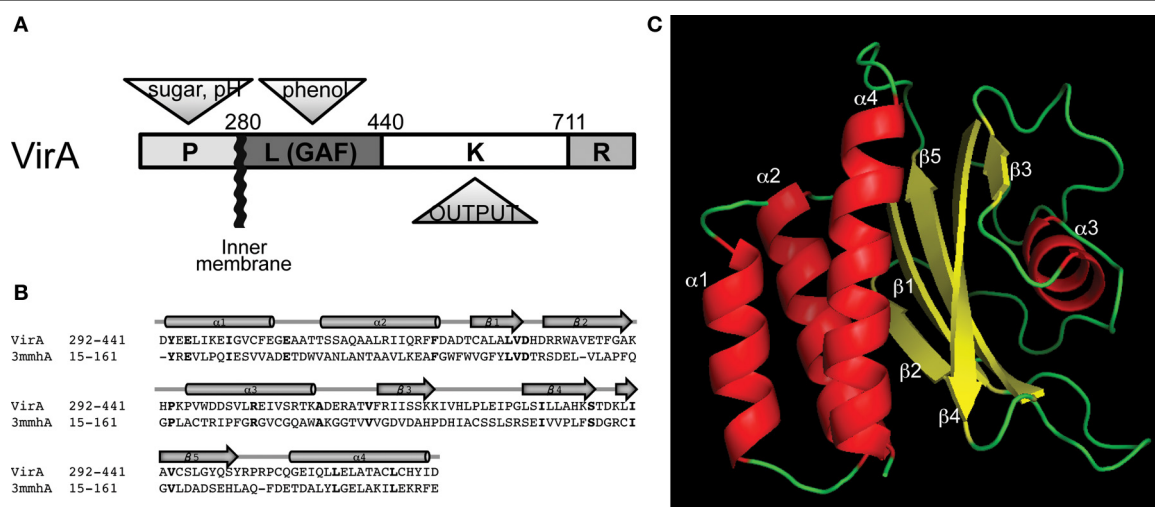 A
sugar, pH
phenol
280
440
711
VirA
P
L (GAF)
K
R
OUTPUT
Inner
membrane
B
α1
α2
β1
β2
VirA 292-441 DYEELIKEIGVCFEGEAATTSSAQAALRIIQRFFDADTCALALVDHDRRWAVETFGAK
3mmhA 15-161 -YREVLPQIESVVADETDWVANLANTAAVLKEAFGWFWVGFYLVDTRSDEL-VLAPFQ
α3
β3
β4
VirA 292-441 HPKPVWDDSVLREIVSRTKADERATVFRIISSKKIVHLPLEIPGLSILLAHKSTDKLI
3mmhA 15-161 GPLACTRIPFGRGVCGQAWAKGGTVVVGDVDAHPDHIACSSLSRSEIVVPLFSDGRCI
β5
α4
VirA 292-441 AVCSLGYQSYRPRPCQGEIQLLELATACLCHYID
3mmhA 15-161 GVLDADSEHLAQ-FDETDALYLGELAKILEKRFE
C
α4
β5
β3
α2
α3
α1
β1
β2
β4